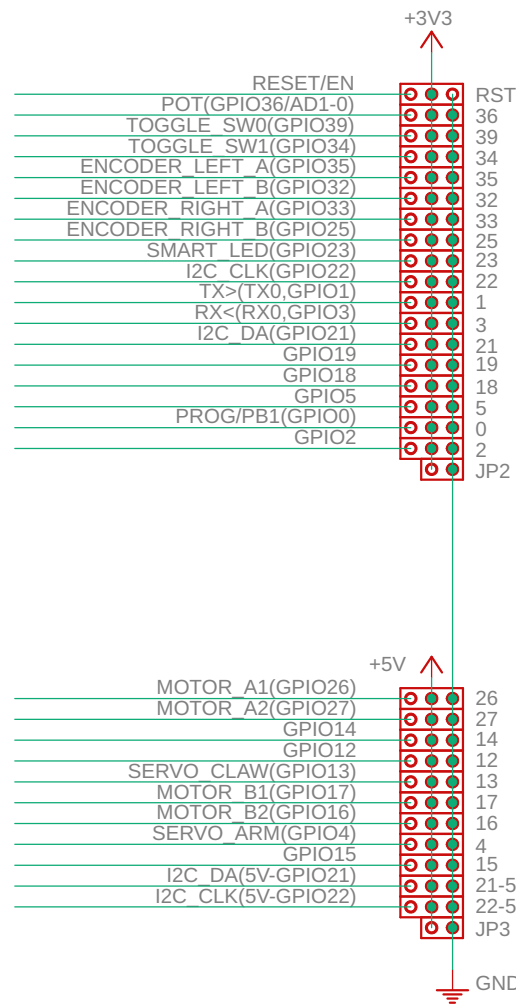 +3V3
RESET/EN RST
POT(GPIO36/AD1-0) 36
TOGGLE_SW0(GPIO39) 39
TOGGLE_SW1(GPIO34) 34
ENCODER_LEFT_A(GPIO35) 35
ENCODER_LEFT_B(GPIO32) 32
ENCODER_RIGHT_A(GPIO33) 33
ENCODER_RIGHT_B(GPIO25) 25
SMART_LED(GPIO23) 23
I2C_CLK(GPIO22) 22
TX>(TX0,GPIO1) 1
RX<(RX0,GPIO3) 3
I2C_DA(GPIO21) 21
GPIO19 19
GPIO18 18
GPIO5 5
PROG/PB1(GPIO0) 0
GPIO2 2
JP2
+5V
MOTOR_A1(GPIO26) 26
MOTOR_A2(GPIO27) 27
GPIO14 14
GPIO12 12
SERVO_CLAW(GPIO13) 13
MOTOR_B1(GPIO17) 17
MOTOR_B2(GPIO16) 16
SERVO_ARM(GPIO4) 4
GPIO15 15
I2C_DA(5V-GPIO21) 21-5
I2C_CLK(5V-GPIO22) 22-5
JP3
GND